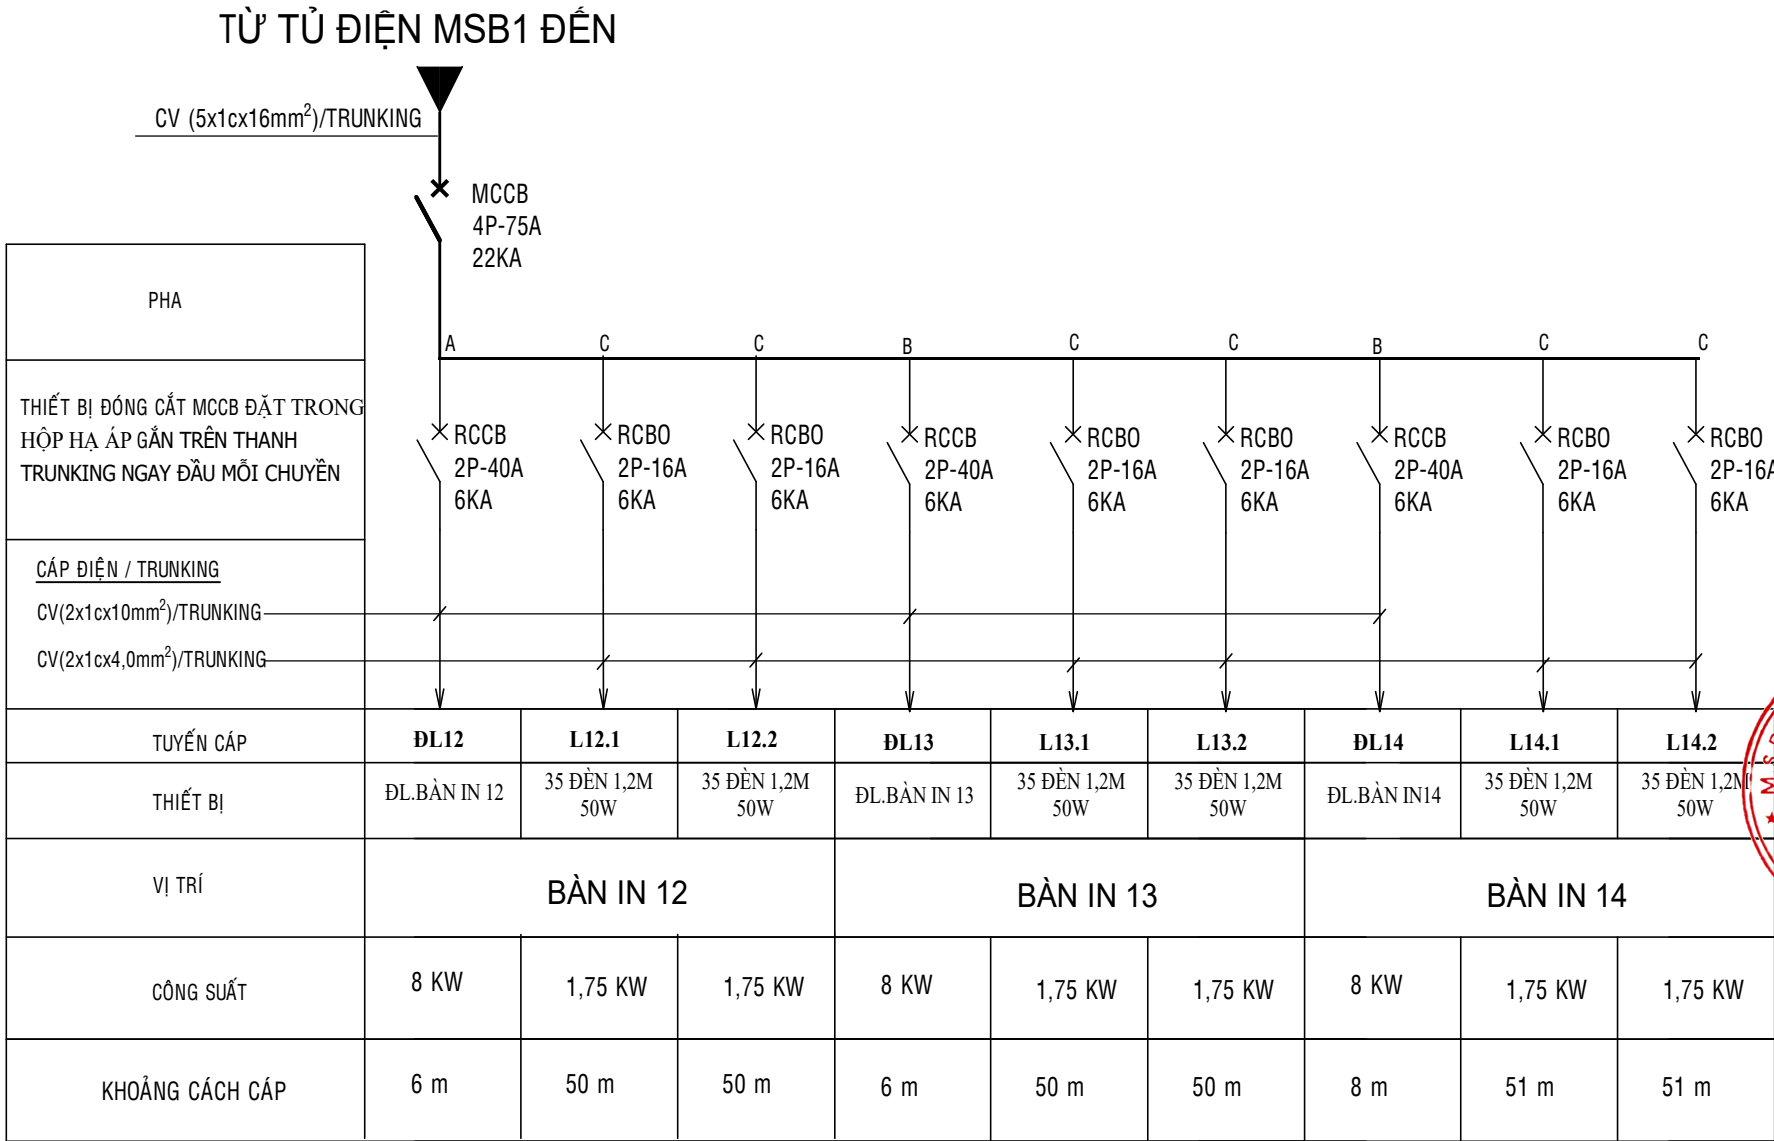 TỪ TỦ ĐIỆN MSB1 ĐẾN
CV (5x1cx16mm²)/TRUNKING
MCCB
4P-75A
22KA
PHA
A C C B C C B C C
THIẾT BỊ ĐÓNG CẮT MCCB ĐẶT TRONG
HỘP HẠ ÁP GẮN TRÊN THANH
TRUNKING NGAY ĐẦU MỖI CHUYỀN
RCCB RCBO RCBO RCCB RCBO RCBO RCCB RCBO RCBO
2P-40A 2P-16A 2P-16A 2P-40A 2P-16A 2P-16A 2P-40A 2P-16A 2P-16A
6KA 6KA 6KA 6KA 6KA 6KA 6KA 6KA 6KA
CÁP ĐIỆN / TRUNKING
CV(2x1cx10mm²)/TRUNKING
CV(2x1cx4,0mm²)/TRUNKING
TUYẾN CÁP ĐL12 L12.1 L12.2 ĐL13 L13.1 L13.2 ĐL14 L14.1 L14.2
THIẾT BỊ ĐL.BÀN IN 12 35 ĐÈN 1,2M 50W 35 ĐÈN 1,2M 50W ĐL.BÀN IN 13 35 ĐÈN 1,2M 50W 35 ĐÈN 1,2M 50W ĐL.BÀN IN14 35 ĐÈN 1,2M 50W 35 ĐÈN 1,2M 50W
VỊ TRÍ BÀN IN 12 BÀN IN 13 BÀN IN 14
CÔNG SUẤT 8 KW 1,75 KW 1,75 KW 8 KW 1,75 KW 1,75 KW 8 KW 1,75 KW 1,75 KW
KHOẢNG CÁCH CÁP 6 m 50 m 50 m 6 m 50 m 50 m 8 m 51 m 51 m